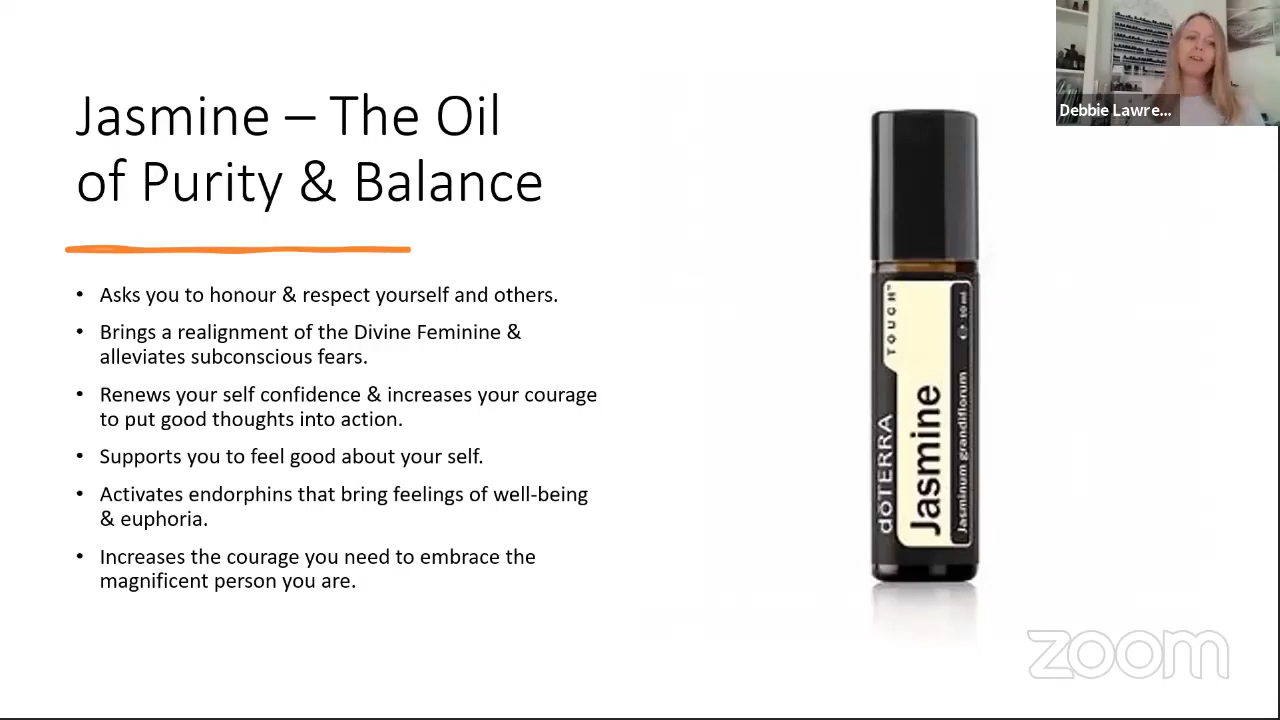 Jasmine – The Oil
of Purity & Balance
• Asks you to honour & respect yourself and others.
• Brings a realignment of the Divine Feminine &
alleviates subconscious fears.
• Renews your self confidence & increases your courage
to put good thoughts into action.
• Supports you to feel good about your self.
• Activates endorphins that bring feelings of well-being
& euphoria.
• Increases the courage you need to embrace the
magnificent person you are.
dōTERRA TOUCH™
Jasmine
Jasminum grandiflorum 10 ml
Debbie Lawre...
zoom